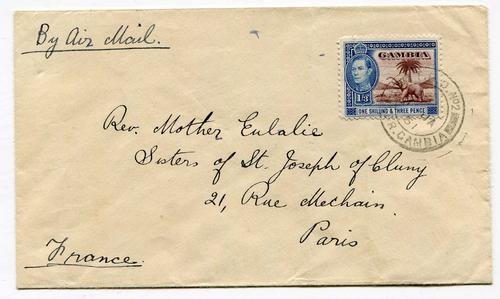 By Air Mail.
GAMBIA
1/3
ONE SHILLING & THREE PENCE
GAMBIA
Rev. Mother Eulalie
Sisters of St. Joseph of Cluny
21, Rue Mechain.
Paris
France.